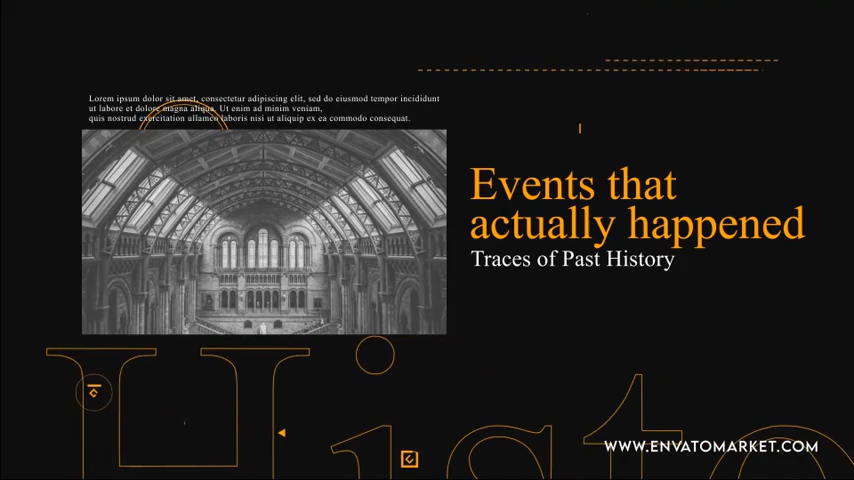 Lorem ipsum dolor sit amet, consectetur adipiscing elit, sed do eiusmod tempor incididunt
ut labore et dolore magna aliqua. Ut enim ad minim veniam,
quis nostrud exercitation ullamco laboris nisi ut aliquip ex ea commodo consequat.
Events that
actually happened
Traces of Past History
Histo
WWW.ENVATOMARKET.COM